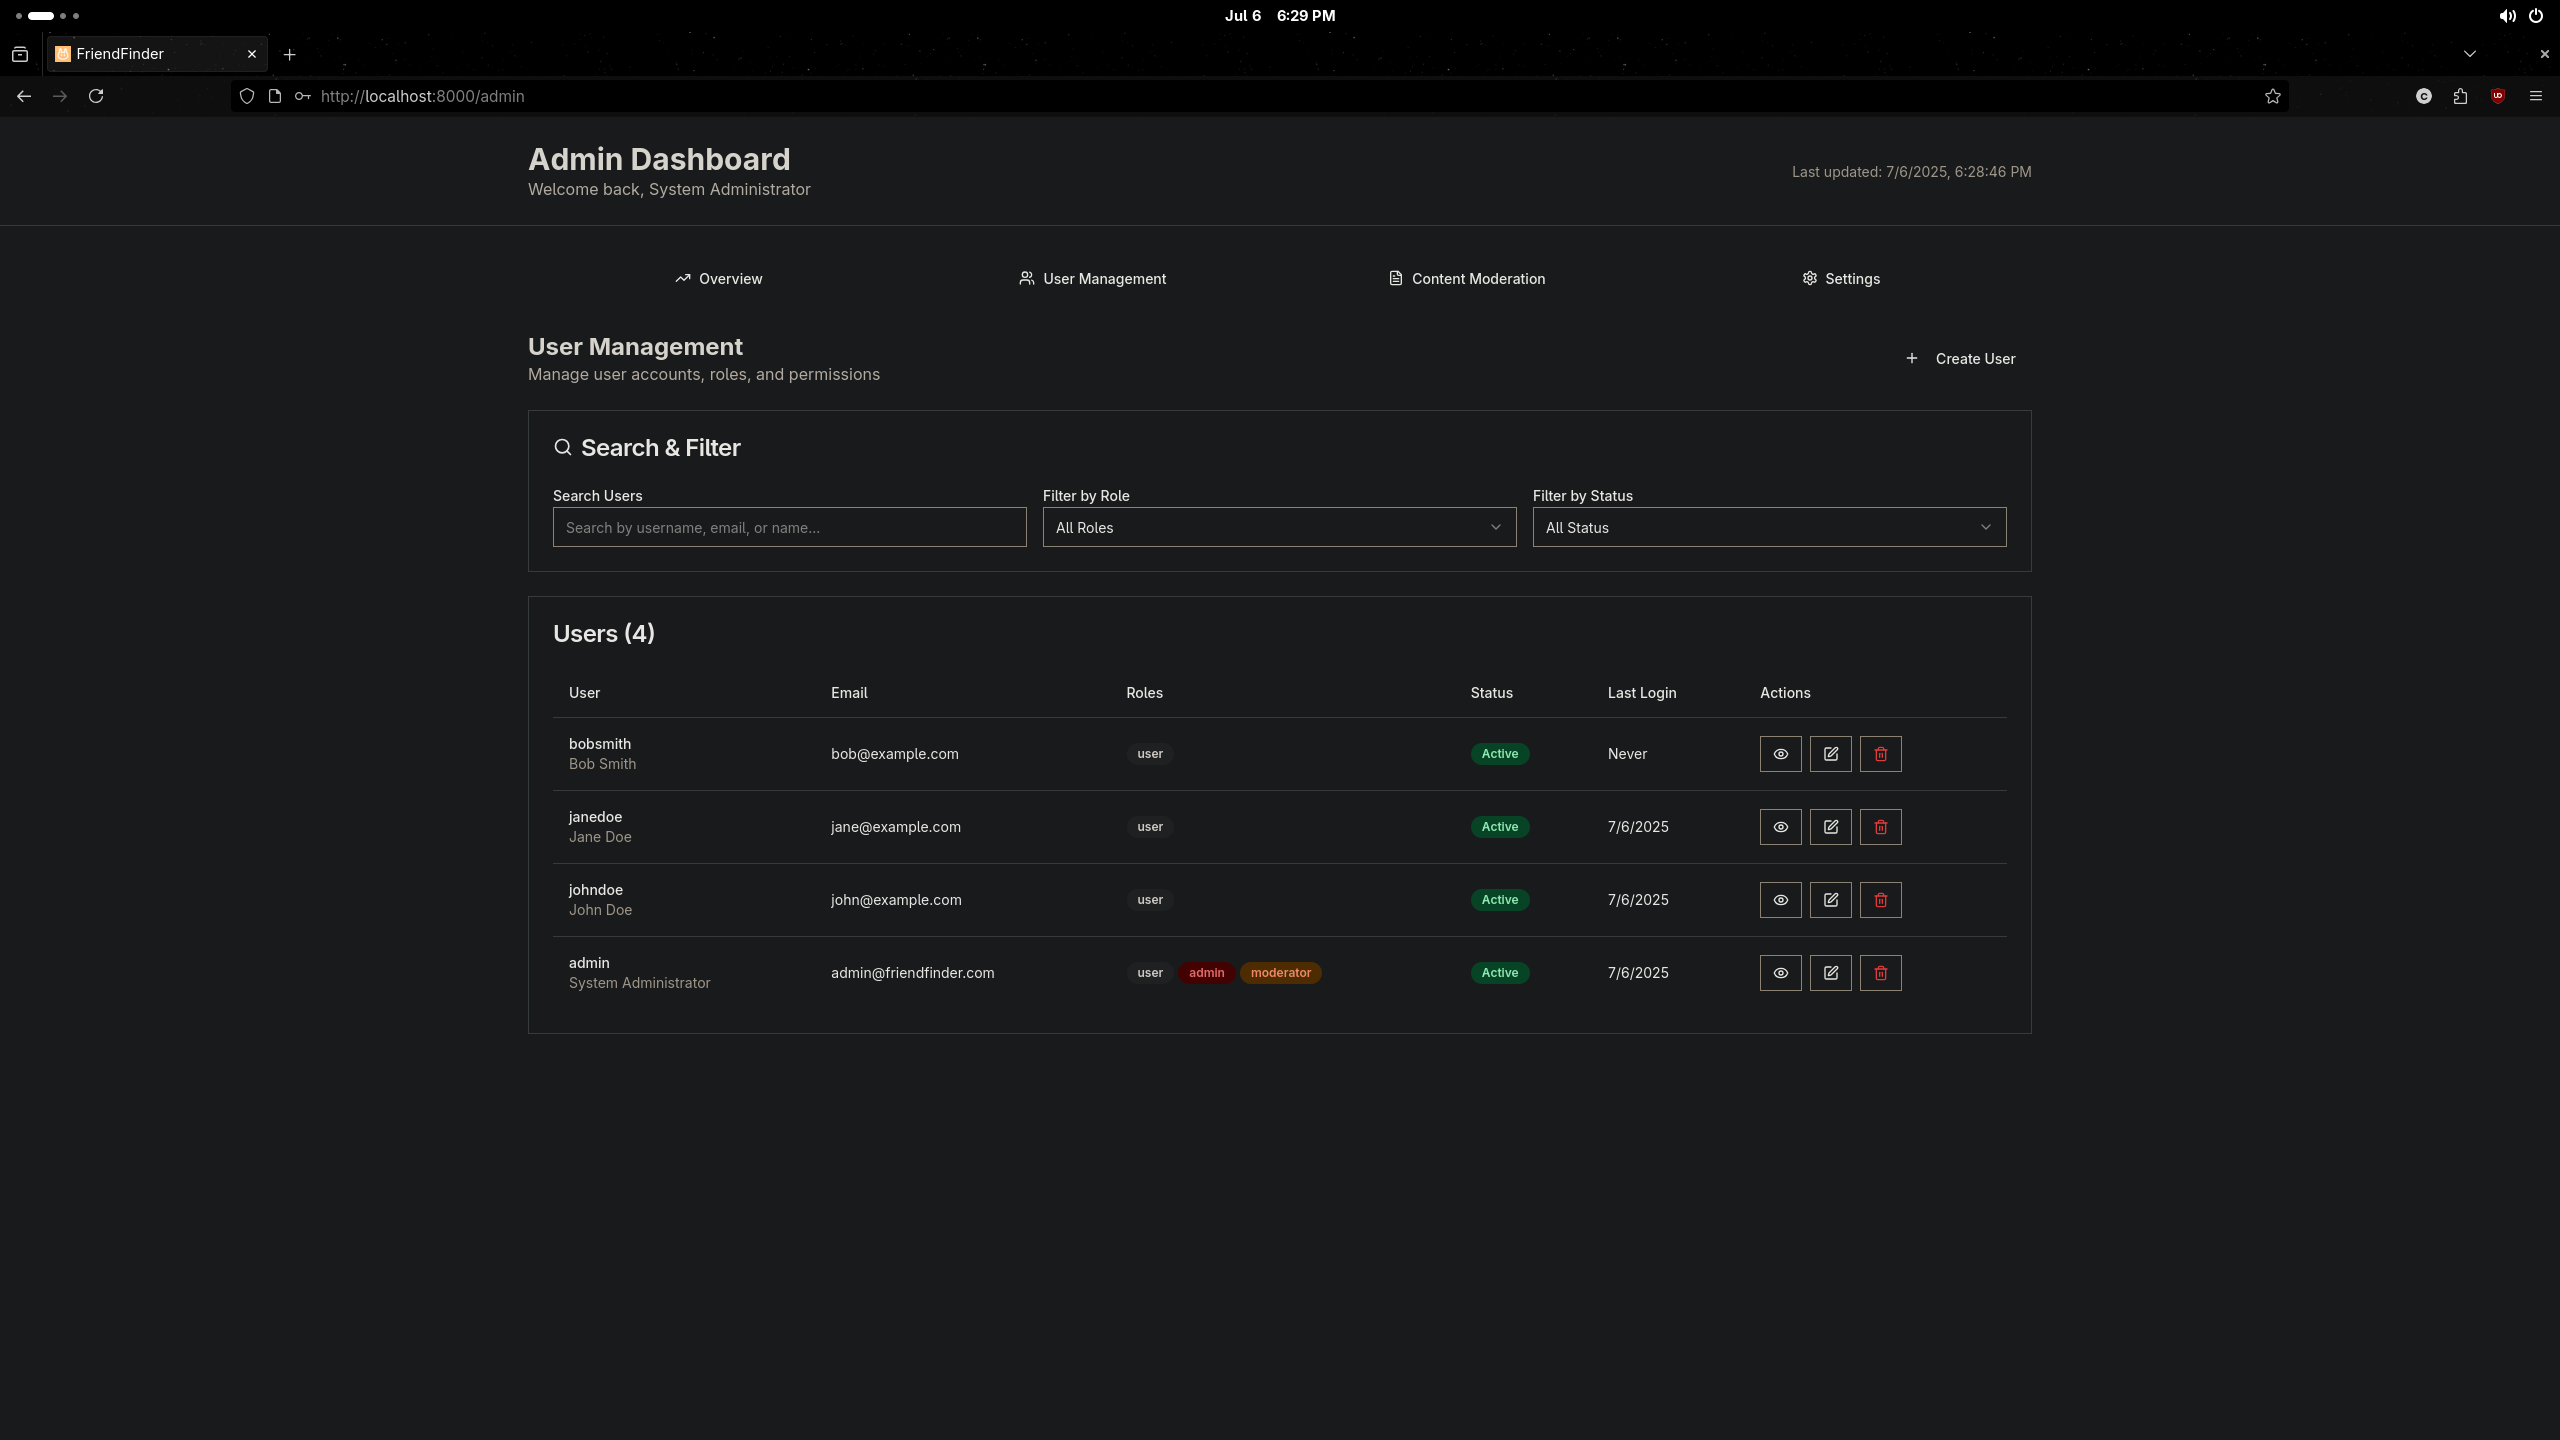 Jul 6 6:29 PM
FriendFinder
http://localhost:8000/admin
Admin Dashboard
Welcome back, System Administrator
Last updated: 7/6/2025, 6:28:46 PM
Overview User Management Content Moderation Settings
User Management
Manage user accounts, roles, and permissions
Create User
Search & Filter
Search Users Filter by Role Filter by Status
Search by username, email, or name... All Roles All Status
Users (4)
User Email Roles Status Last Login Actions
bobsmith
Bob Smith
bob@example.com user Active Never
janedoe
Jane Doe
jane@example.com user Active 7/6/2025
johndoe
John Doe
john@example.com user Active 7/6/2025
admin
System Administrator
admin@friendfinder.com user admin moderator Active 7/6/2025